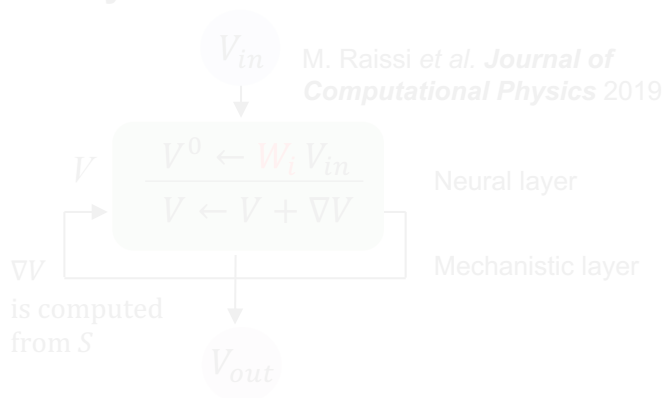 V_in
M. Raissi et al. Journal of
Computational Physics 2019
V
V^0 ← W_i V_in
V ← V + ∇V
Neural layer
∇V
Mechanistic layer
is computed
from S
V_out